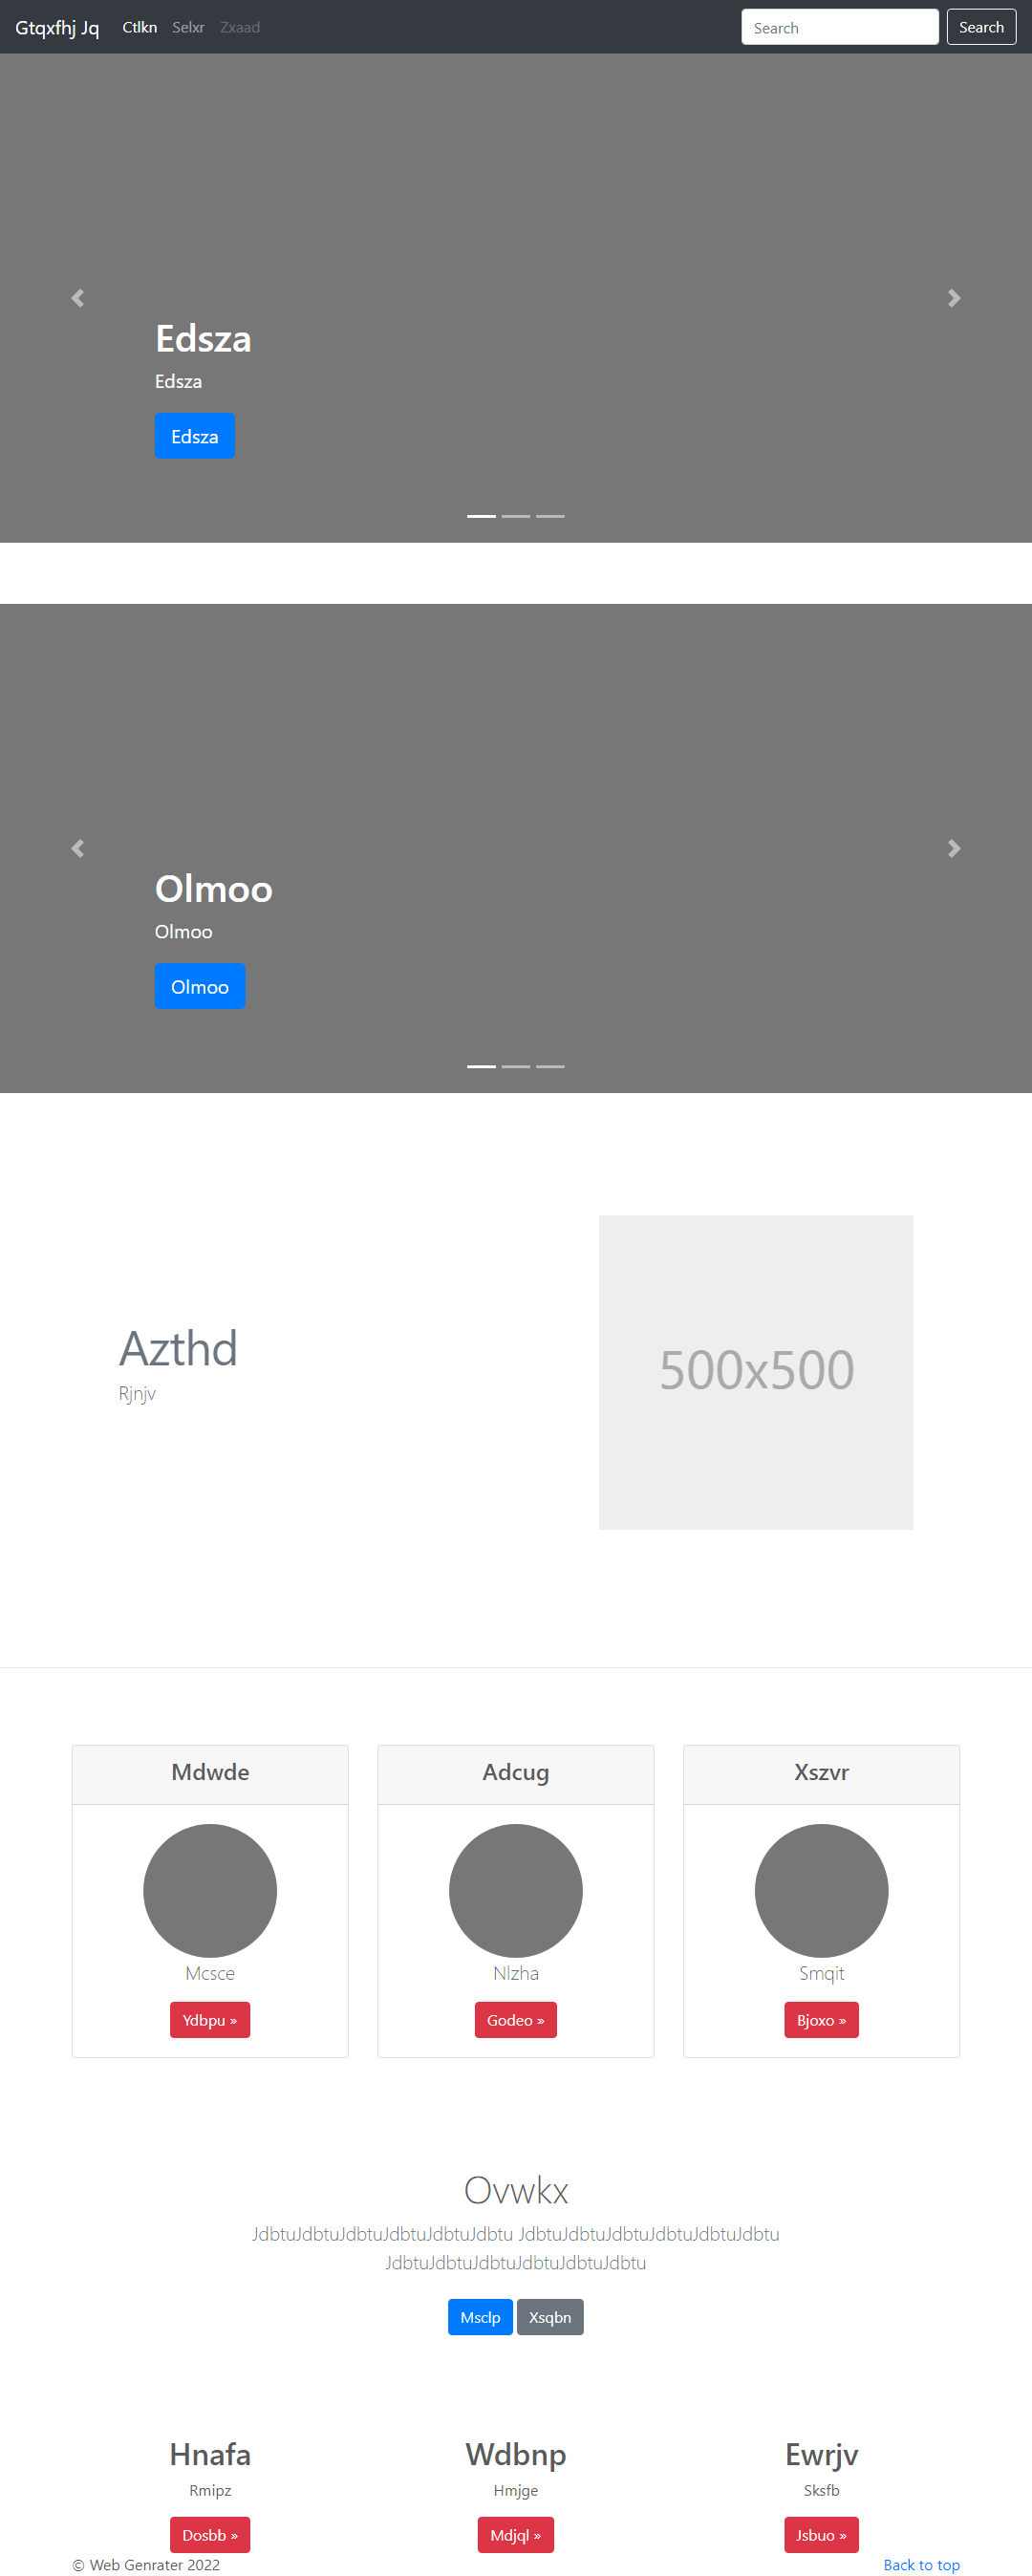 Gtqxfhj Jq Ctlkn Selxr Zxaad Search Search
Edsza
Edsza
Edsza
Olmoo
Olmoo
Olmoo
Azthd
Rjnjv
500x500
Mdwde Adcug Xszvr
Mcsce Nlzha Smqit
Ydbpu » Godeo » Bjoxo »
Ovwkx
JdbtuJdbtuJdbtuJdbtuJdbtuJdbtu JdbtuJdbtuJdbtuJdbtuJdbtuJdbtu
JdbtuJdbtuJdbtuJdbtuJdbtuJdbtu
Msclp Xsqbn
Hnafa Wdbnp Ewrjv
Rmipz Hmjge Sksfb
Dosbb » Mdjql » Jsbuo »
© Web Genrater 2022 Back to top